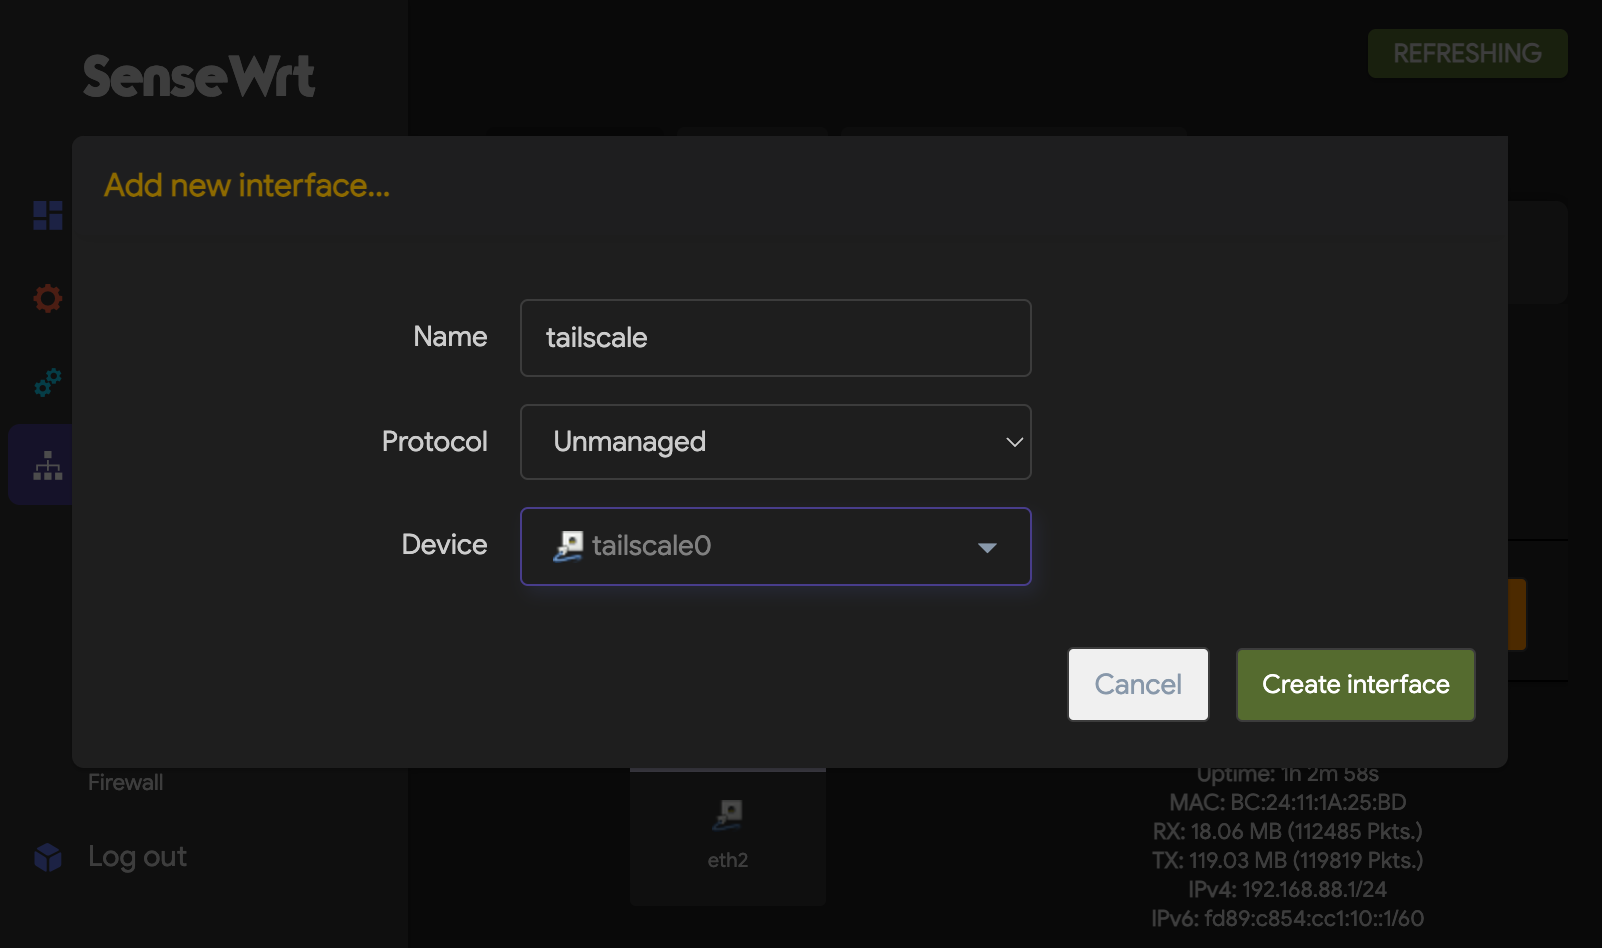 SenseWrt
REFRESHING
Add new interface...
Name
tailscale
Protocol
Unmanaged
Device
tailscale0
Cancel
Create interface
Firewall
Log out
eth2
Uptime: 1h 2m 58s
MAC: BC:24:11:1A:25:BD
RX: 18.06 MB (112485 Pkts.)
TX: 119.03 MB (119819 Pkts.)
IPv4: 192.168.88.1/24
IPv6: fd89:c854:cc1:10::1/60